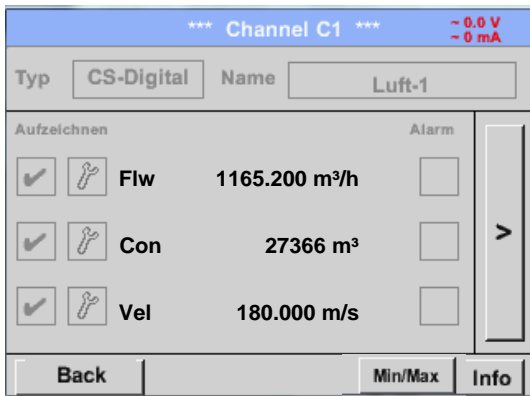 *** Channel C1 *** ~ 0.0 V
~ 0 mA
Typ CS-Digital Name Luft-1
Aufzeichnen Alarm
Flw 1165.200 m³/h
Con 27366 m³
Vel 180.000 m/s
>
Back Min/Max Info